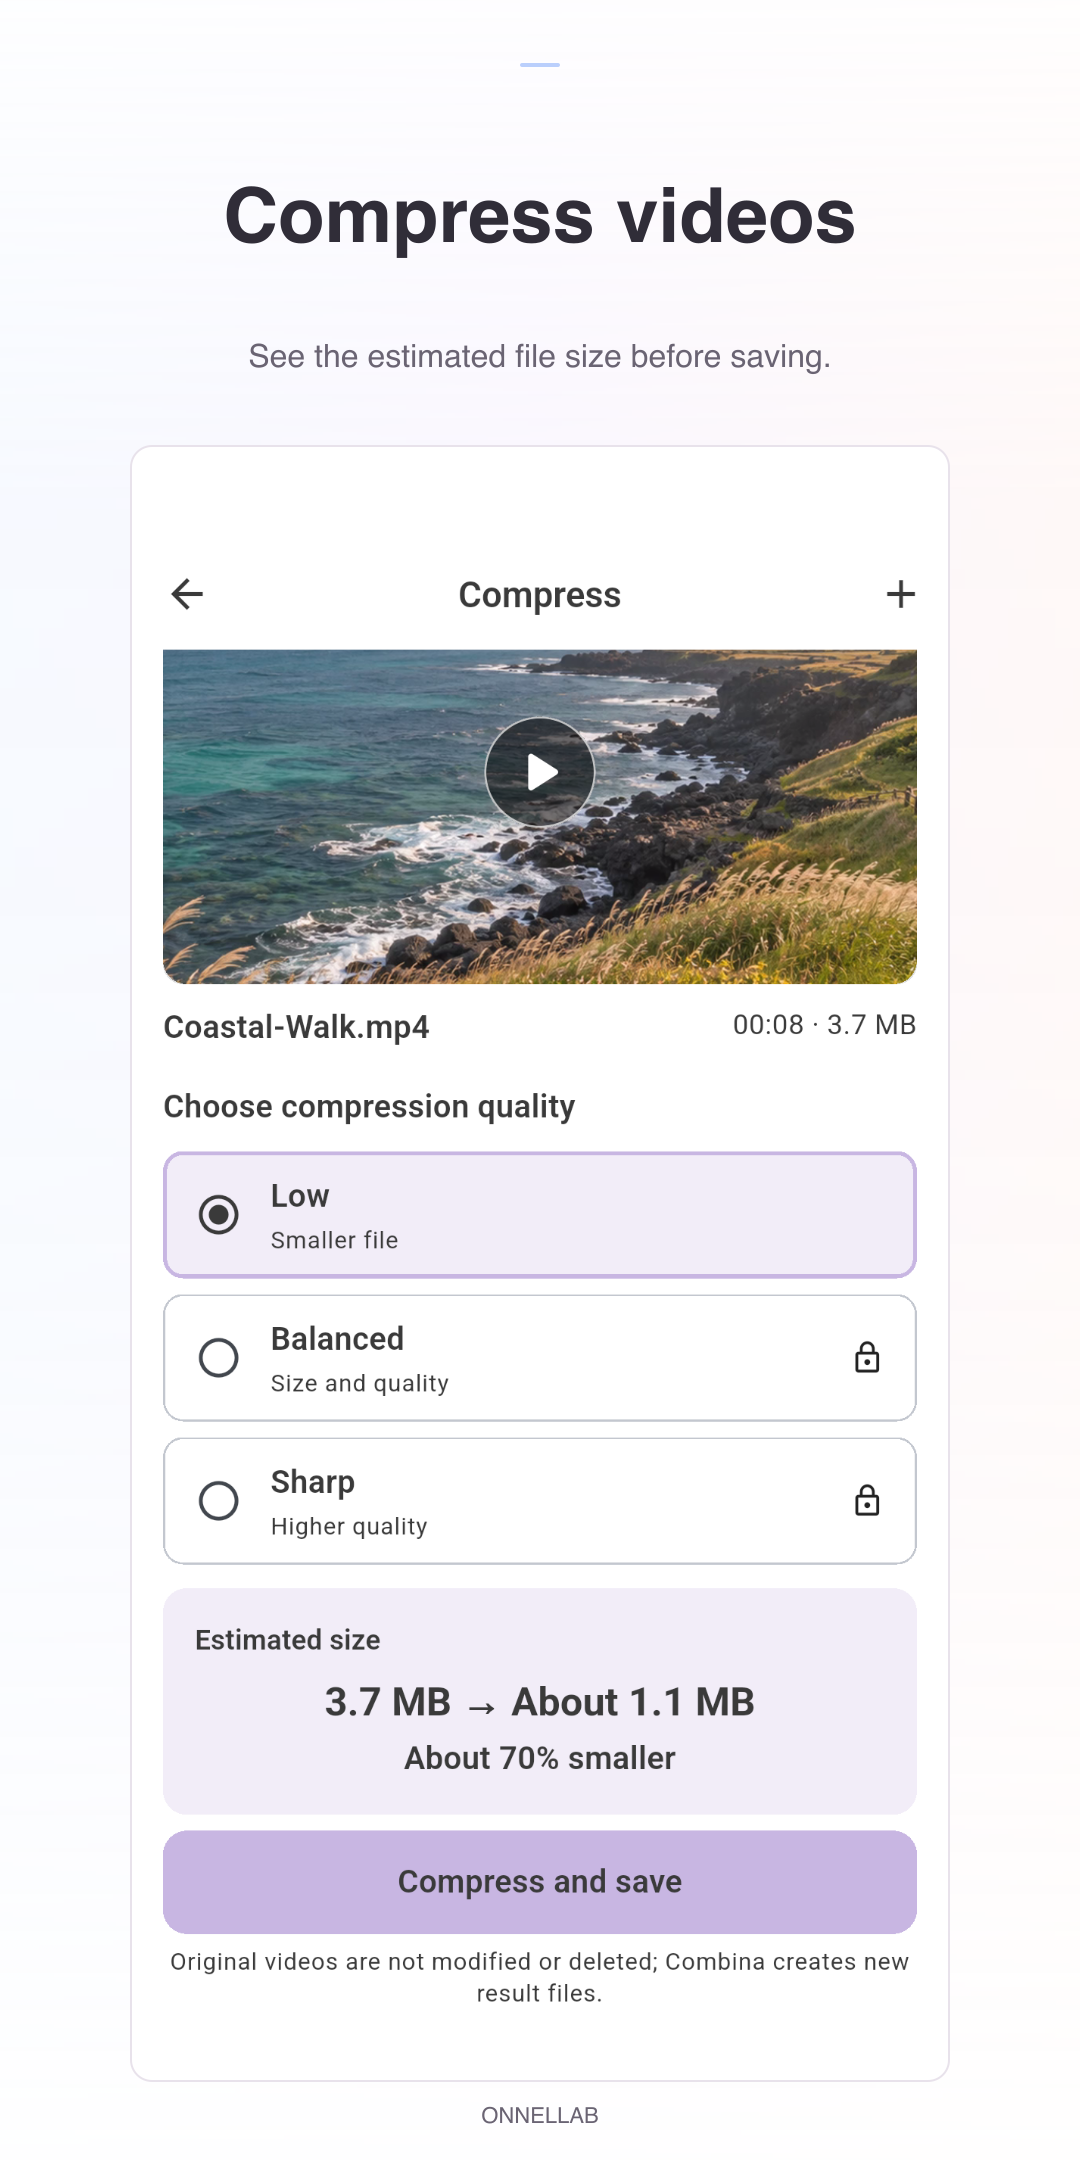 Compress videos
See the estimated file size before saving.
Compress
Coastal-Walk.mp4
00:08 · 3.7 MB
Choose compression quality
Low
Smaller file
Balanced
Size and quality
Sharp
Higher quality
Estimated size
3.7 MB → About 1.1 MB
About 70% smaller
Compress and save
Original videos are not modified or deleted; Combina creates new
result files.
ONNELLAB